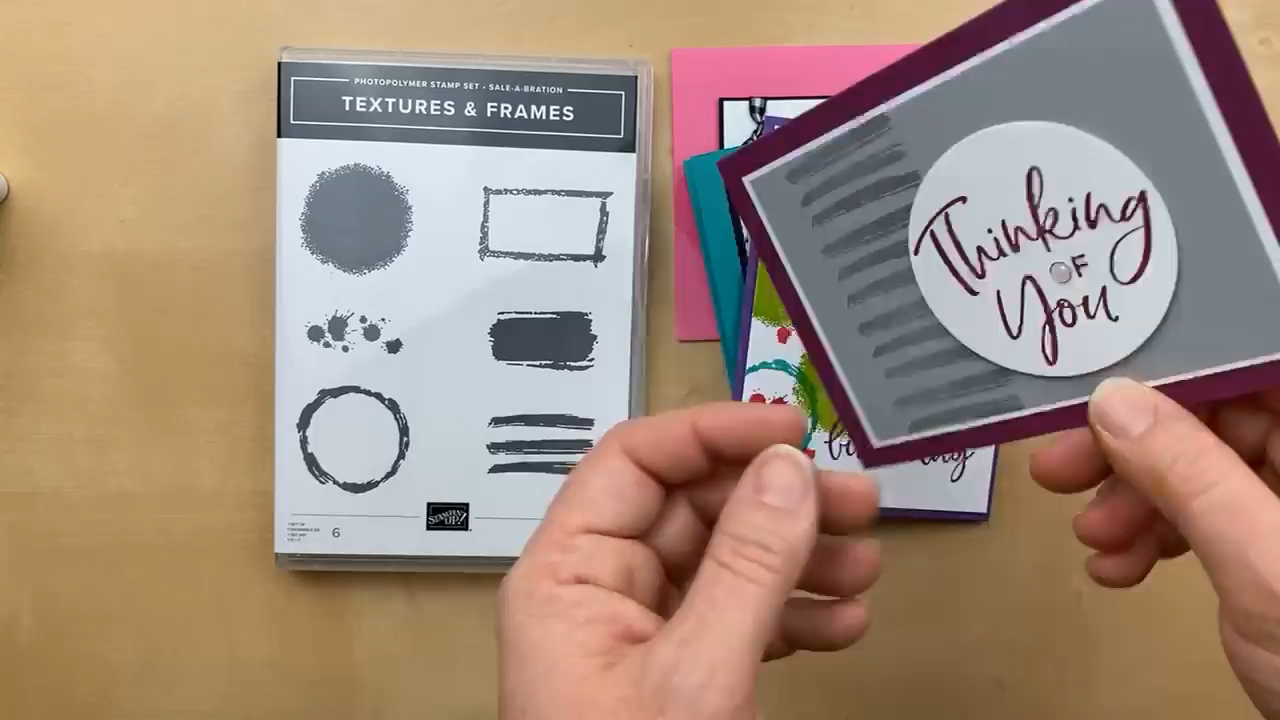 PHOTOPOLYMER STAMP SET • SALE-A-BRATION
TEXTURES & FRAMES
STAMPIN' UP!
6
Thinking
OF
You